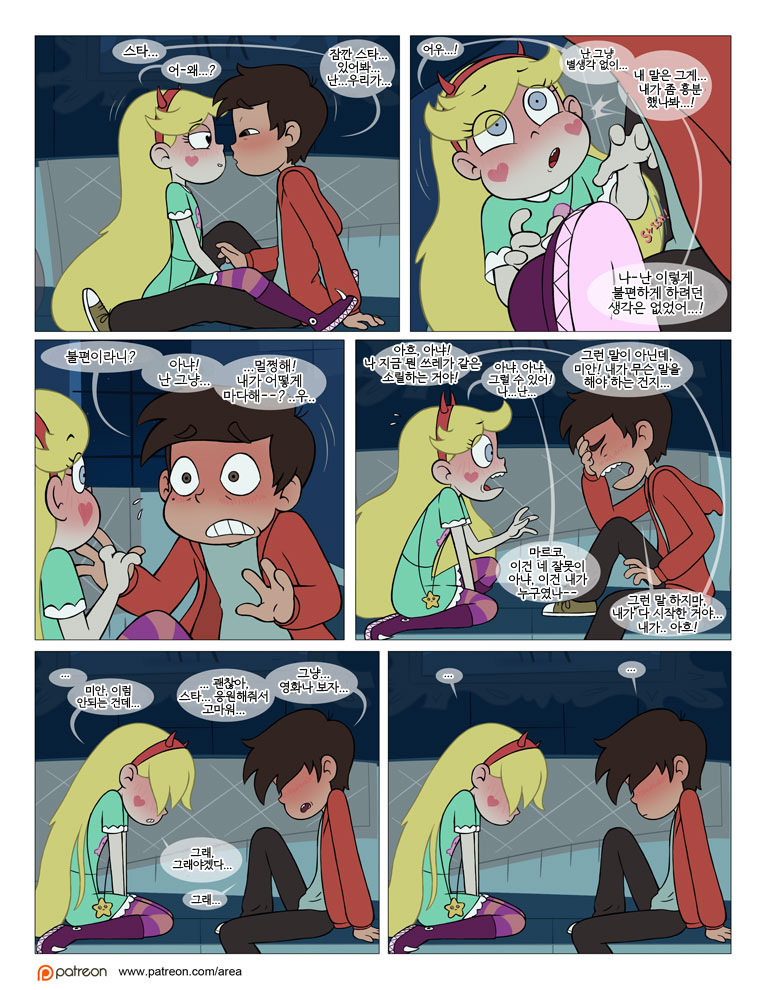 스타...
어-왜...?
잠깐 스타...
있어봐...
난...우리가...
어우...!
난 그냥
별생각 없이...
내 말은 그게...
내가 좀 흥분
했나봐...!
나-난 이렇게
불편하게 하려던
생각은 없었어...!
불편이라니?
아냐!
난 그냥...
...멀쩡해!
내가 어떻게
마다해--? ..우..
아흐, 아냐!
나 지금 뭔 쓰레기 같은
소릴하는 거야!
아냐, 아냐,
그럴 수 있어!
나...난...
그런 말이 아닌데,
미안! 내가 무슨 말을
해야 하는 건지...
마르코,
이건 네 잘못이
아냐, 이건 내가
누구였나--
그런 말 하지마,
내가 다 시작한 거야...
내가.. 아흐!
...
미안, 이럼
안되는 건데...
... 괜찮아,
스타... 응원해줘서
고마워...
그냥...
영화나 보자...
그래,
그래야겠다...
그래...
...
...
patreon www.patreon.com/area